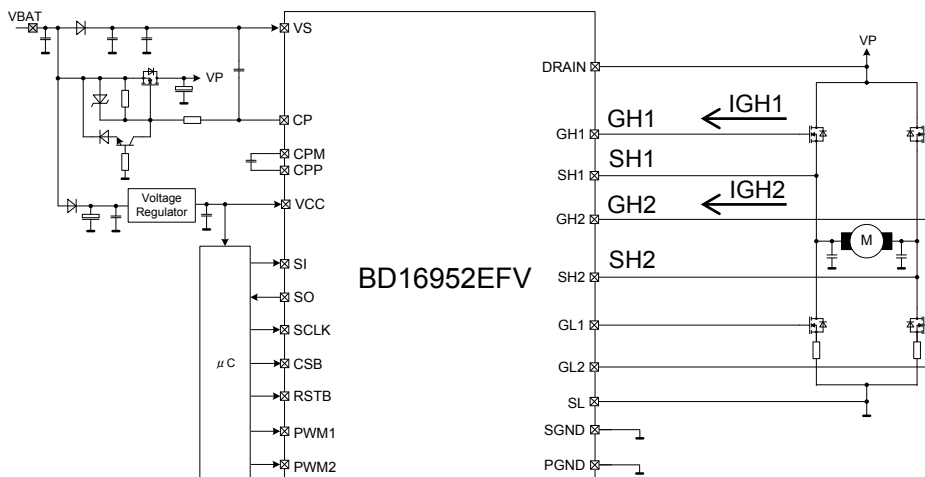 VBAT
VS
VP
CP
CPM
CPP
Voltage
Regulator
VCC
μC
SI
SO
SCLK
CSB
RSTB
PWM1
PWM2
BD16952EFV
DRAIN
GH1
SH1
GH2
SH2
GL1
GL2
SL
SGND
PGND
GH1
IGH1
SH1
GH2
IGH2
SH2
VP
M